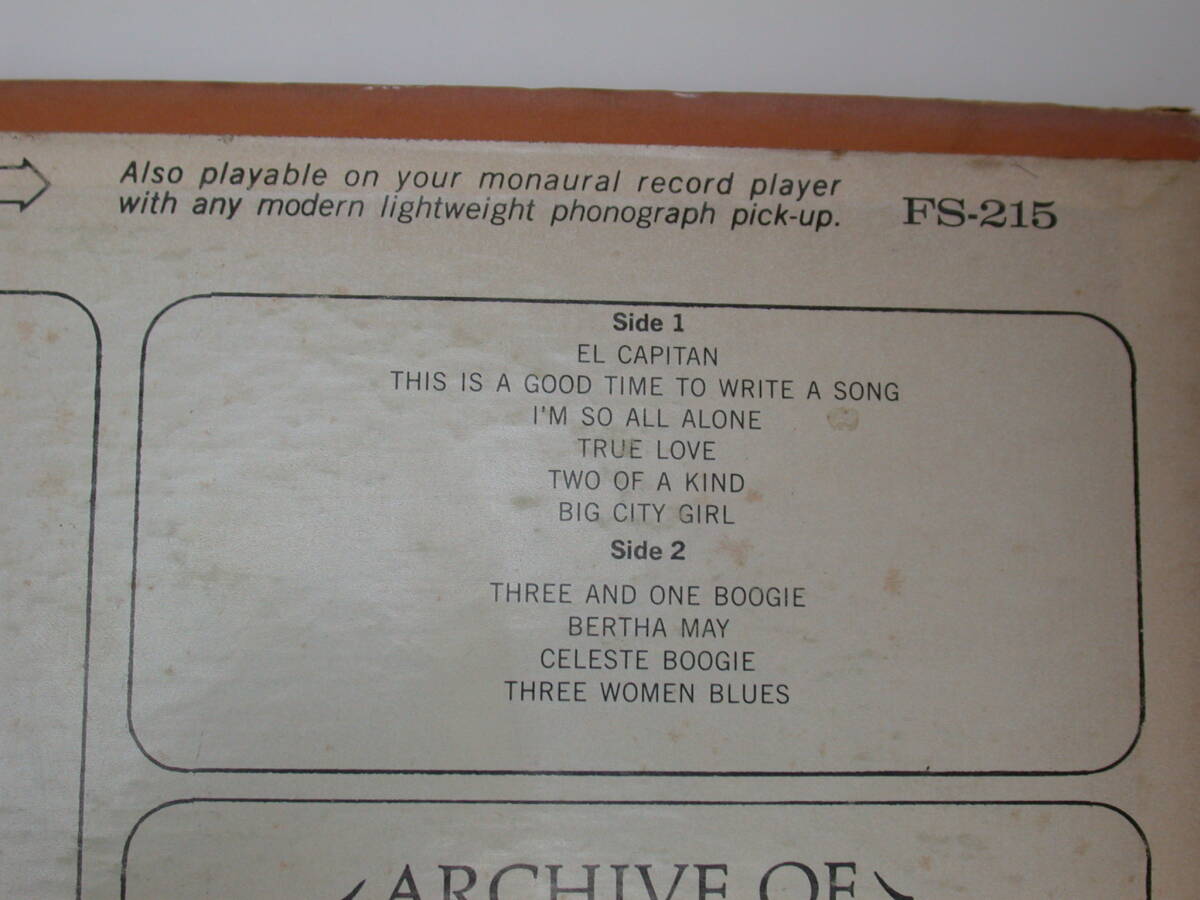 Also playable on your monaural record player
with any modern lightweight phonograph pick-up.
FS-215
Side 1
EL CAPITAN
THIS IS A GOOD TIME TO WRITE A SONG
I'M SO ALL ALONE
TRUE LOVE
TWO OF A KIND
BIG CITY GIRL
Side 2
THREE AND ONE BOOGIE
BERTHA MAY
CELESTE BOOGIE
THREE WOMEN BLUES
ARCHIVE OF